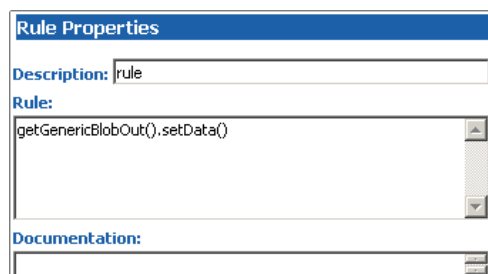 Rule Properties
Description: rule
Rule:
getGenericBlobOut().setData()
Documentation: